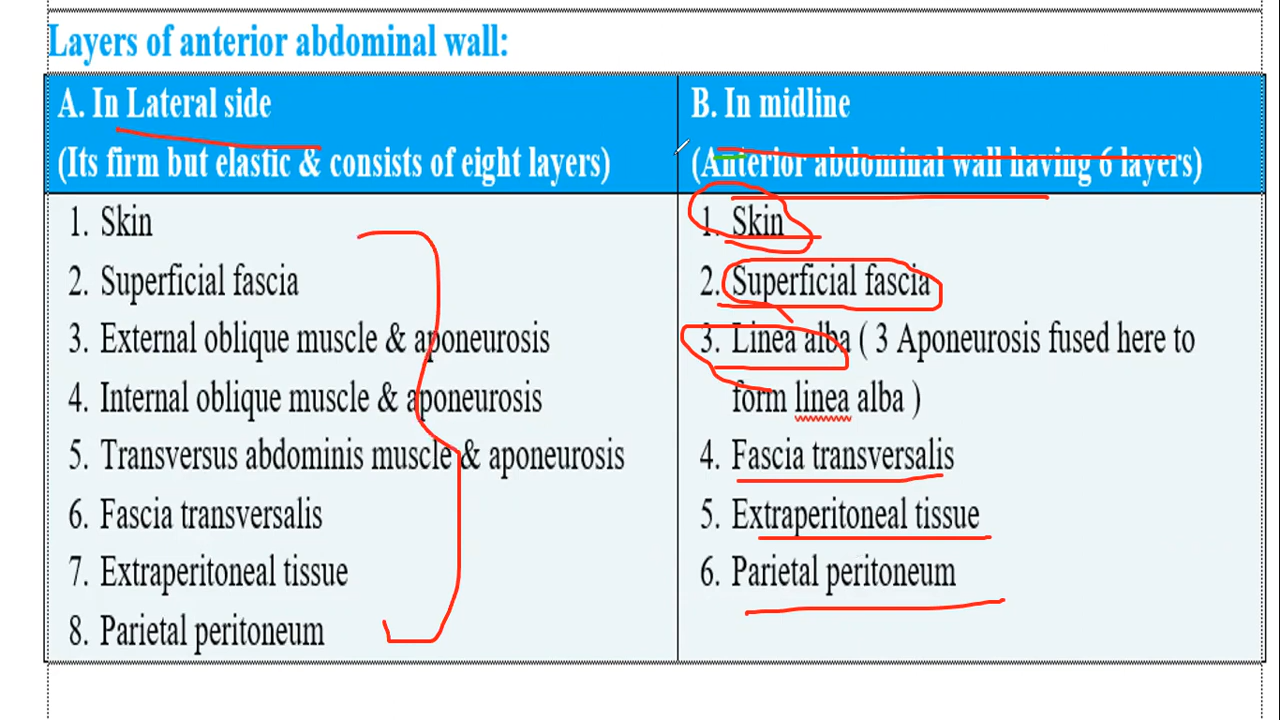 Layers of anterior abdominal wall:
A. In Lateral side
(Its firm but elastic & consists of eight layers)
1. Skin
2. Superficial fascia
3. External oblique muscle & aponeurosis
4. Internal oblique muscle & aponeurosis
5. Transversus abdominis muscle & aponeurosis
6. Fascia transversalis
7. Extraperitoneal tissue
8. Parietal peritoneum
B. In midline
(Anterior abdominal wall having 6 layers)
1. Skin
2. Superficial fascia
3. Linea alba ( 3 Aponeurosis fused here to
form linea alba )
4. Fascia transversalis
5. Extraperitoneal tissue
6. Parietal peritoneum